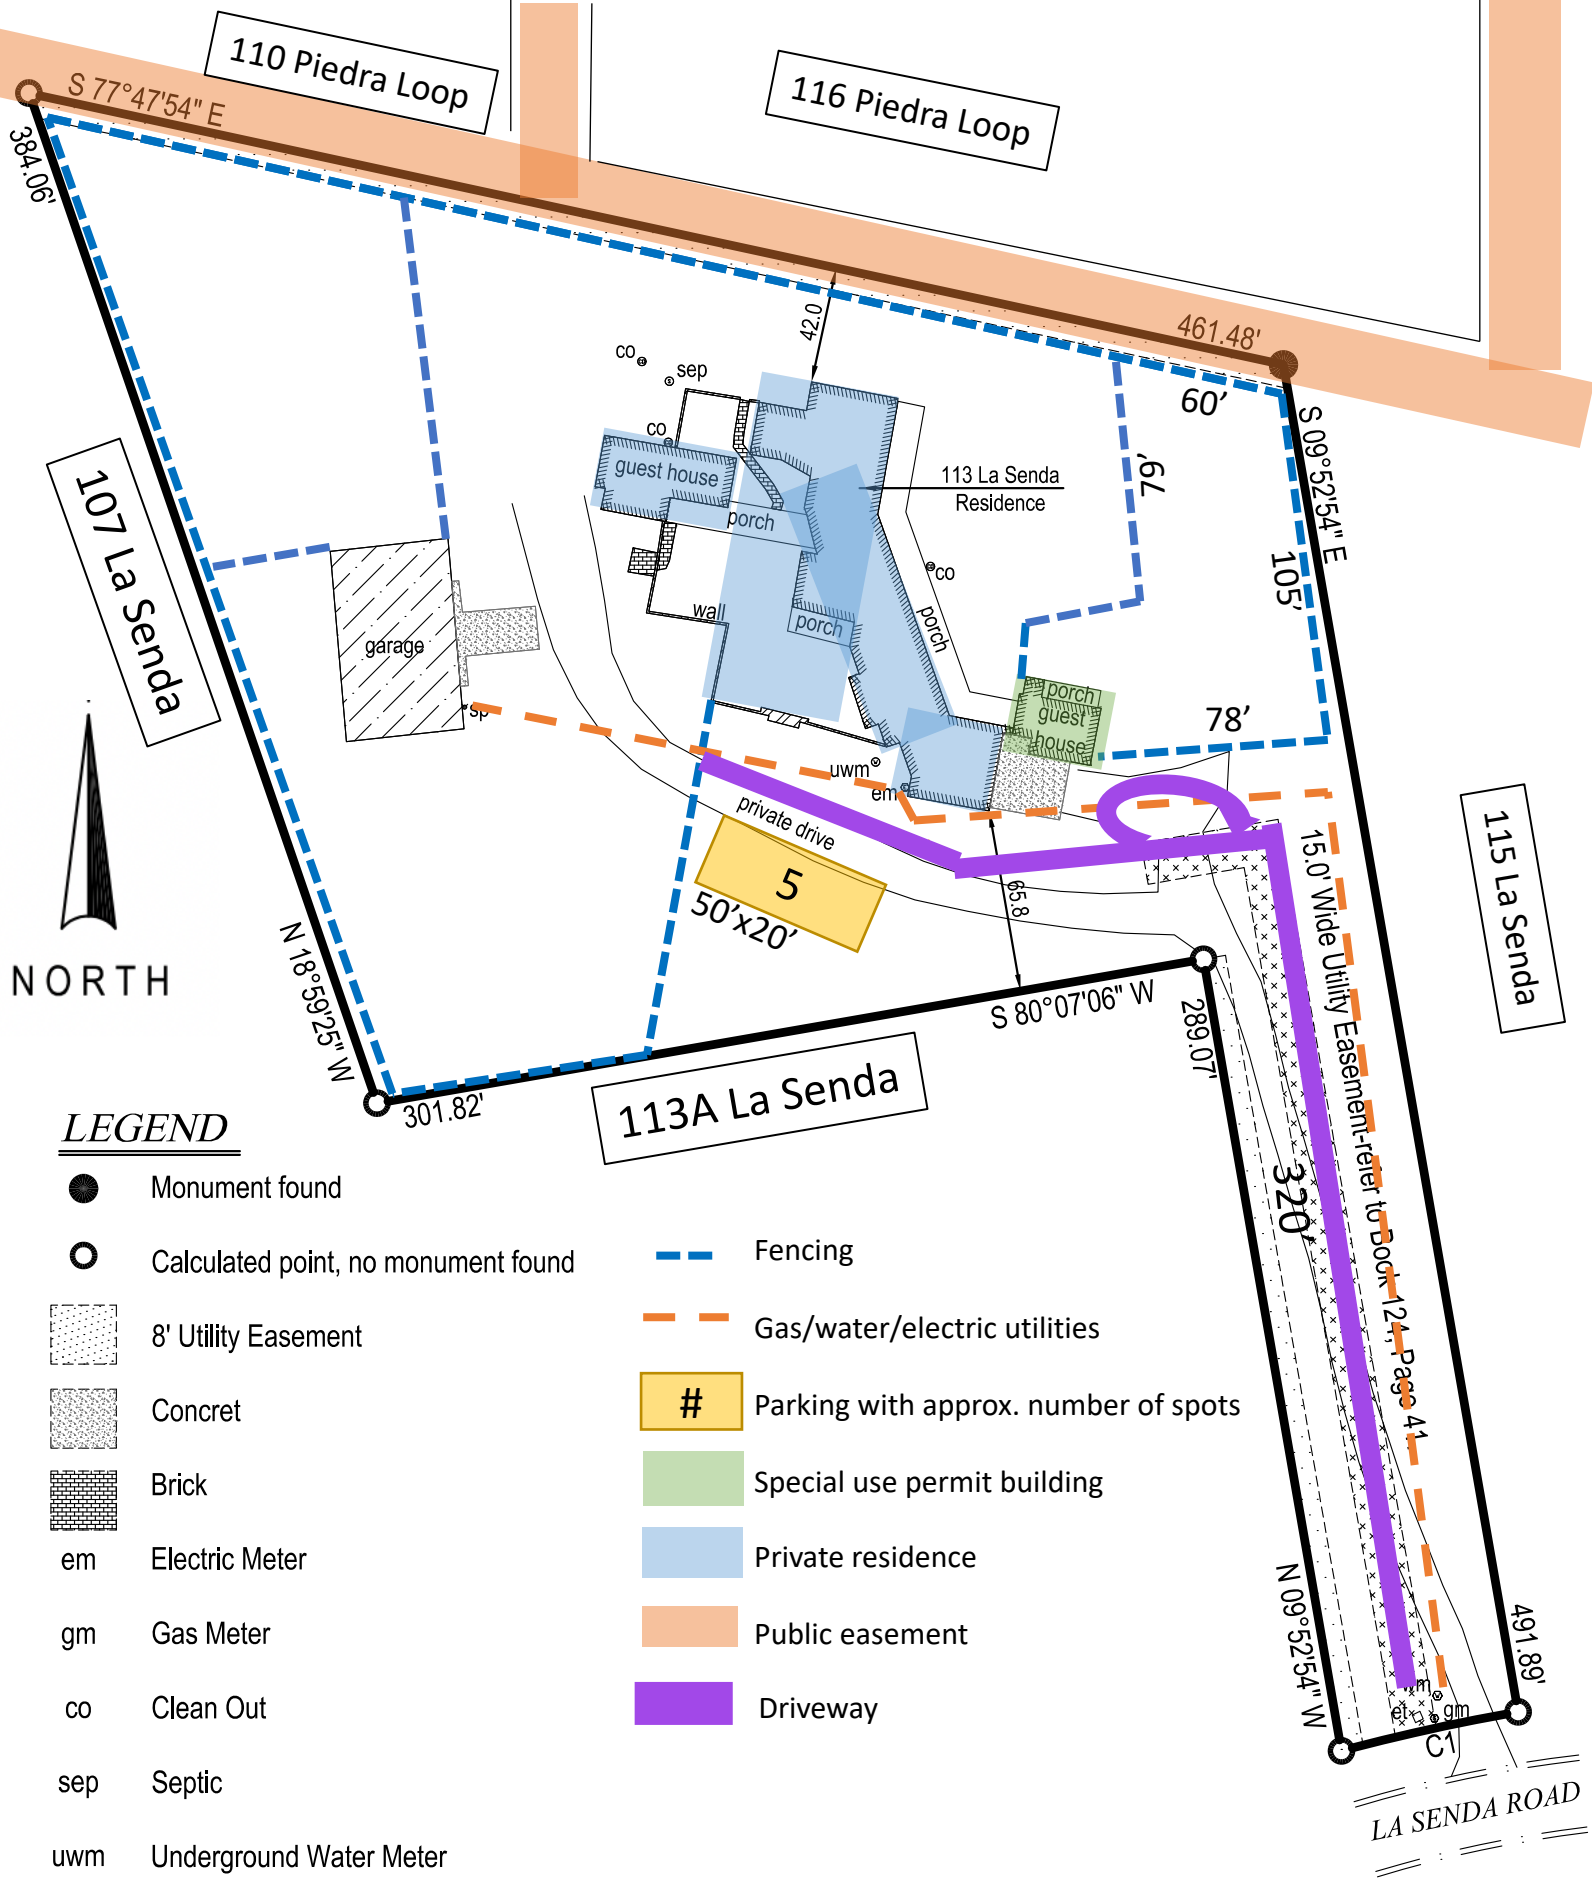 110 Piedra Loop
116 Piedra Loop
S 77°47'54" E
384.06'
461.48'
60'
42.0
co
sep
co
guest house
porch
113 La Senda
Residence
79'
S 09°52'54" E
105'
107 La Senda
co
wall
porch
porch
garage
sp
porch
guest
house
78'
uwm
em
private drive
5
50'x20'
65.8
15.0' Wide Utility Easement-refer to Book 124, Page 41
115 La Senda
NORTH
N 18°59'25" W
S 80°07'06" W
289.07'
301.82'
113A La Senda
320'
N 09°52'54" W
491.89'
wm
et
gm
C1
LA SENDA ROAD
LEGEND
Monument found
Calculated point, no monument found
8' Utility Easement
Concret
Brick
em Electric Meter
gm Gas Meter
co Clean Out
sep Septic
uwm Underground Water Meter
Fencing
Gas/water/electric utilities
# Parking with approx. number of spots
Special use permit building
Private residence
Public easement
Driveway